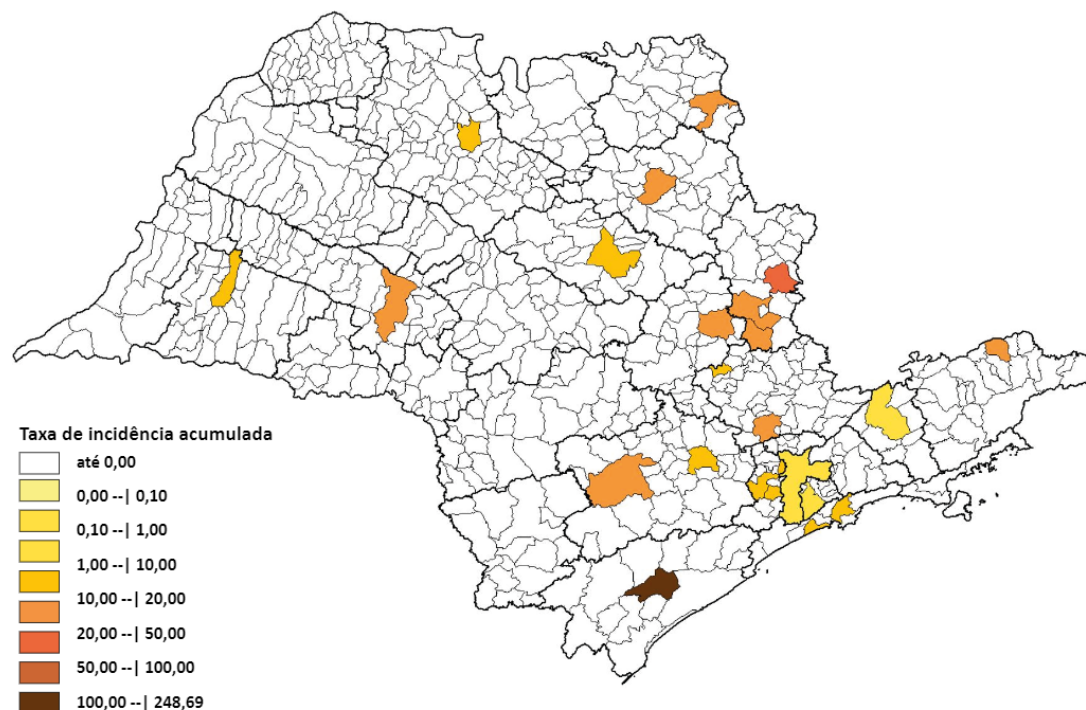 Taxa de incidência acumulada
até 0,00
0,00 --| 0,10
0,10 --| 1,00
1,00 --| 10,00
10,00 --| 20,00
20,00 --| 50,00
50,00 --| 100,00
100,00 --| 248,69